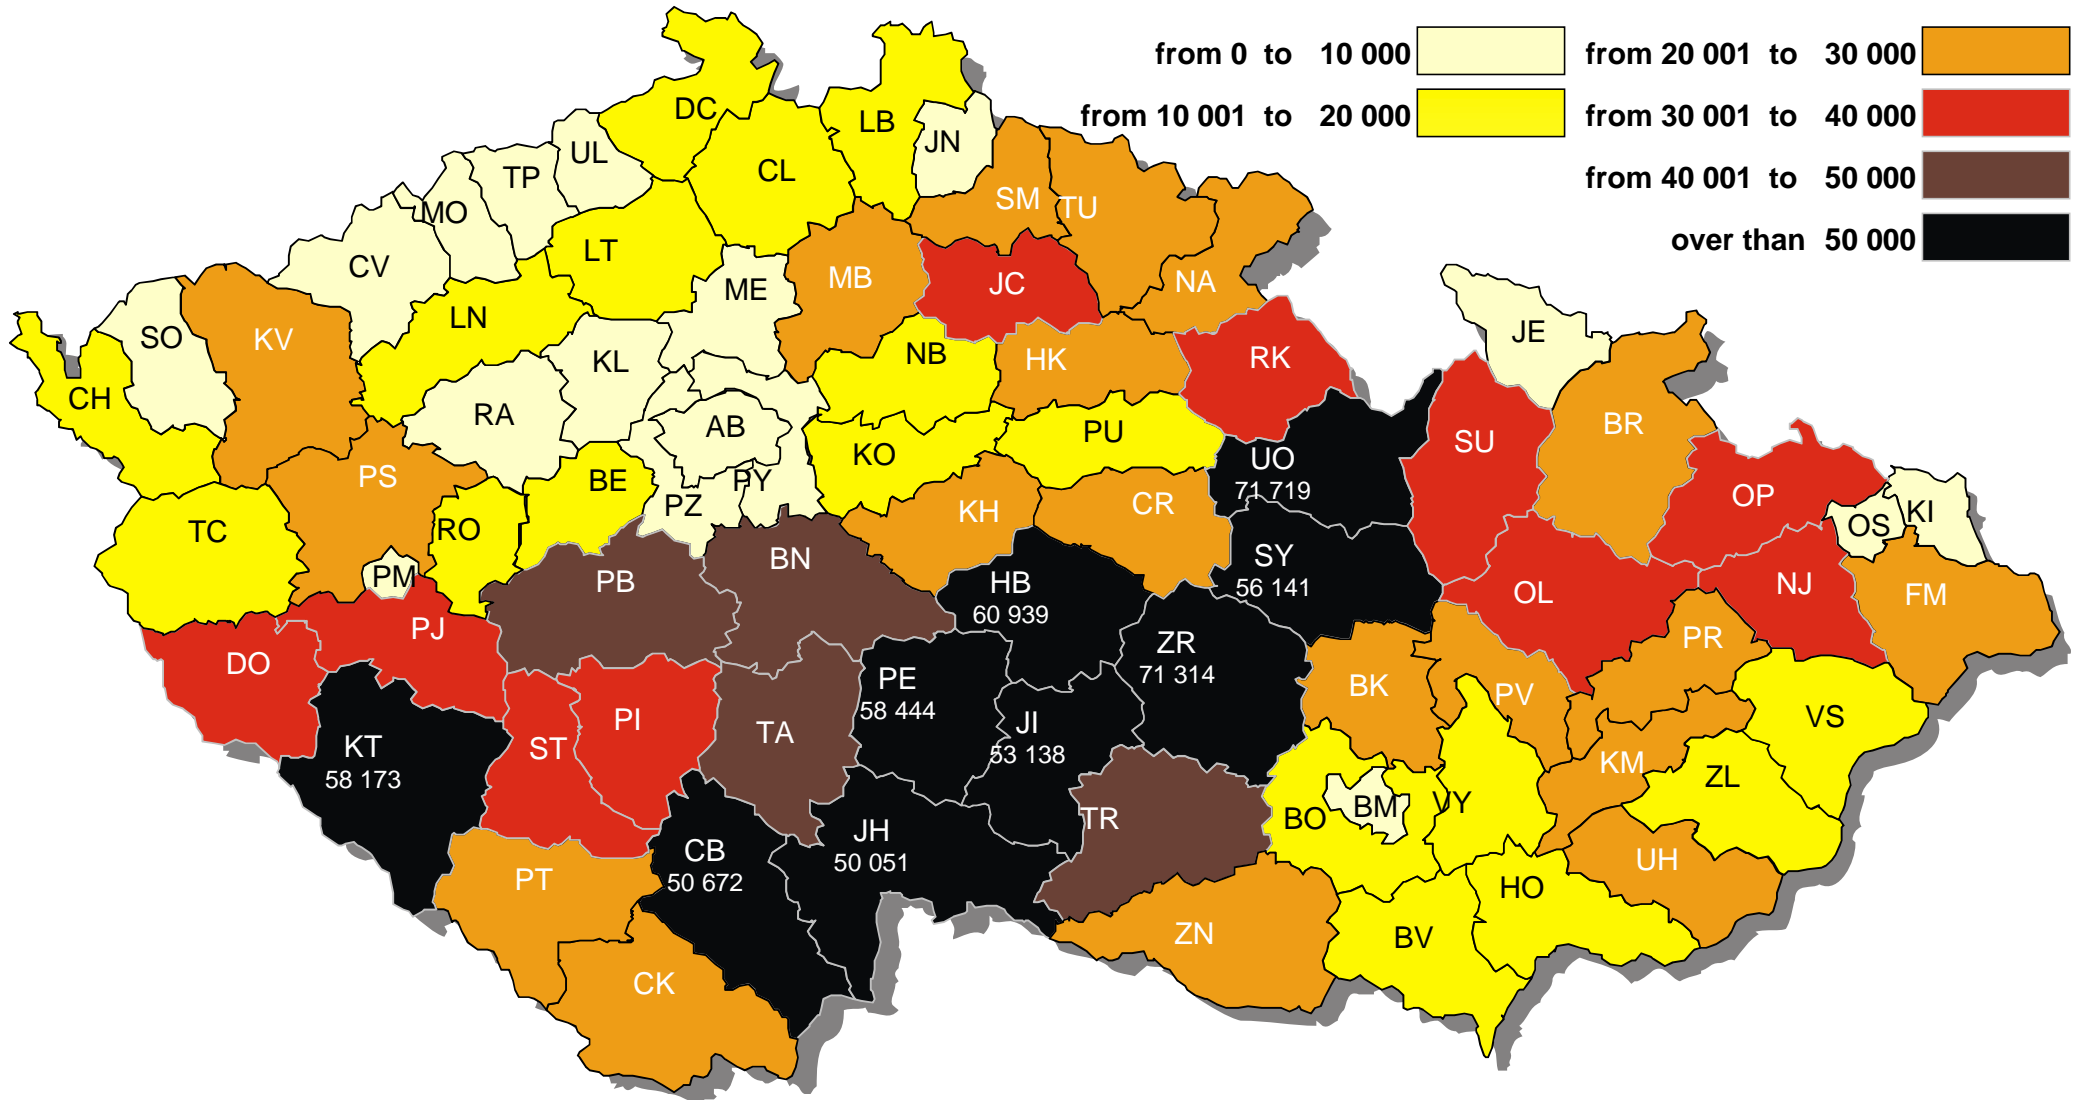 from 0 to 10 000
from 20 001 to 30 000
from 10 001 to 20 000
from 30 001 to 40 000
from 40 001 to 50 000
over than 50 000
DC
LB
JN
UL
TP
CL
MO
SM
TU
CV
LT
ME
MB
JC
NA
SO
KV
LN
JE
KL
NB
HK
RK
CH
RA
AB
KO
PU
BR
SU
PS
BE
PY
PZ
UO
71 719
CR
KH
OP
TC
RO
OS
KI
PM
PB
BN
HB
60 939
SY
56 141
OL
NJ
FM
PJ
DO
ZR
71 314
PR
PE
58 444
BK
PV
KT
58 173
ST
PI
TA
JI
53 138
VS
KM
ZL
BO
BM
VY
TR
JH
50 051
CB
50 672
PT
UH
HO
ZN
BV
CK